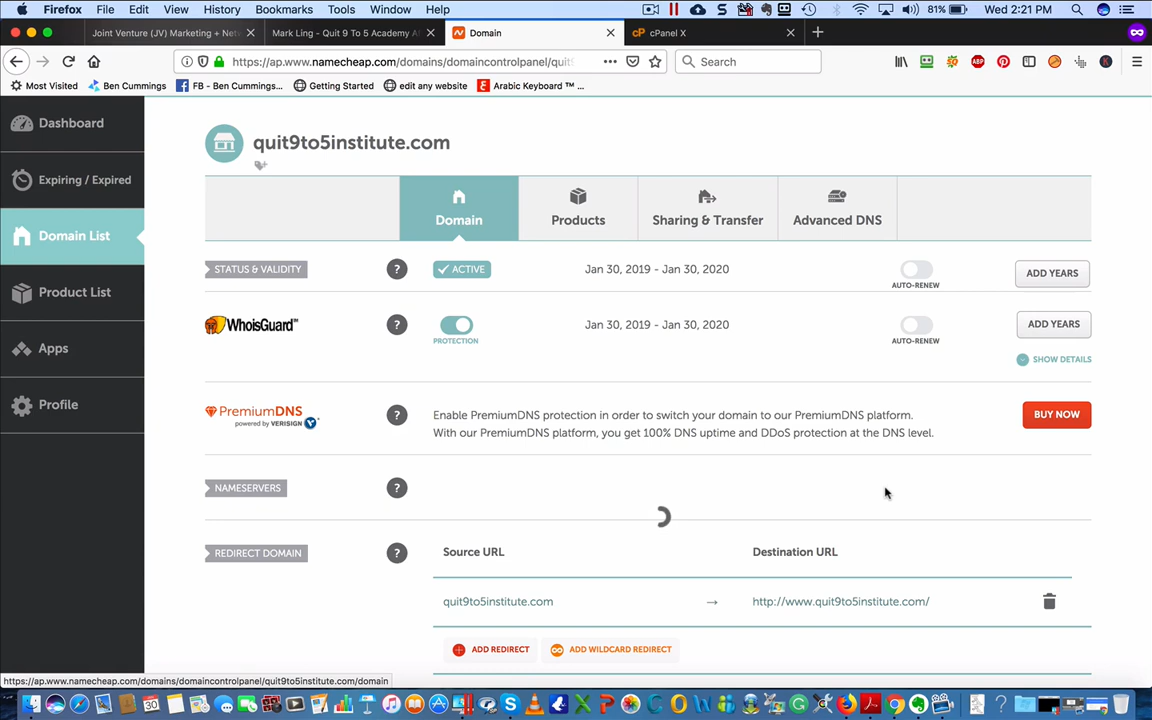 Firefox File Edit View History Bookmarks Tools Window Help 81% Wed 2:21 PM
Joint Venture (JV) Marketing + Net Mark Ling - Quit 9 To 5 Academy Domain cPanel X
https://ap.www.namecheap.com/domains/domaincontrolpanel/quit Search
Most Visited Ben Cummings FB - Ben Cummings... Getting Started edit any website Arabic Keyboard ™ ...
Dashboard
Expiring / Expired
Domain List
Product List
Apps
Profile
quit9to5institute.com
Domain Products Sharing & Transfer Advanced DNS
STATUS & VALIDITY ? ACTIVE Jan 30, 2019 - Jan 30, 2020 AUTO-RENEW ADD YEARS
WhoisGuard™ ? PROTECTION Jan 30, 2019 - Jan 30, 2020 AUTO-RENEW ADD YEARS
SHOW DETAILS
PremiumDNS ? Enable PremiumDNS protection in order to switch your domain to our PremiumDNS platform. BUY NOW
powered by VERISIGN With our PremiumDNS platform, you get 100% DNS uptime and DDoS protection at the DNS level.
NAMESERVERS ?
REDIRECT DOMAIN ? Source URL Destination URL
quit9to5institute.com → http://www.quit9to5institute.com/
ADD REDIRECT ADD WILDCARD REDIRECT
https://ap.www.namecheap.com/domains/domaincontrolpanel/quit9to5institute.com/domain